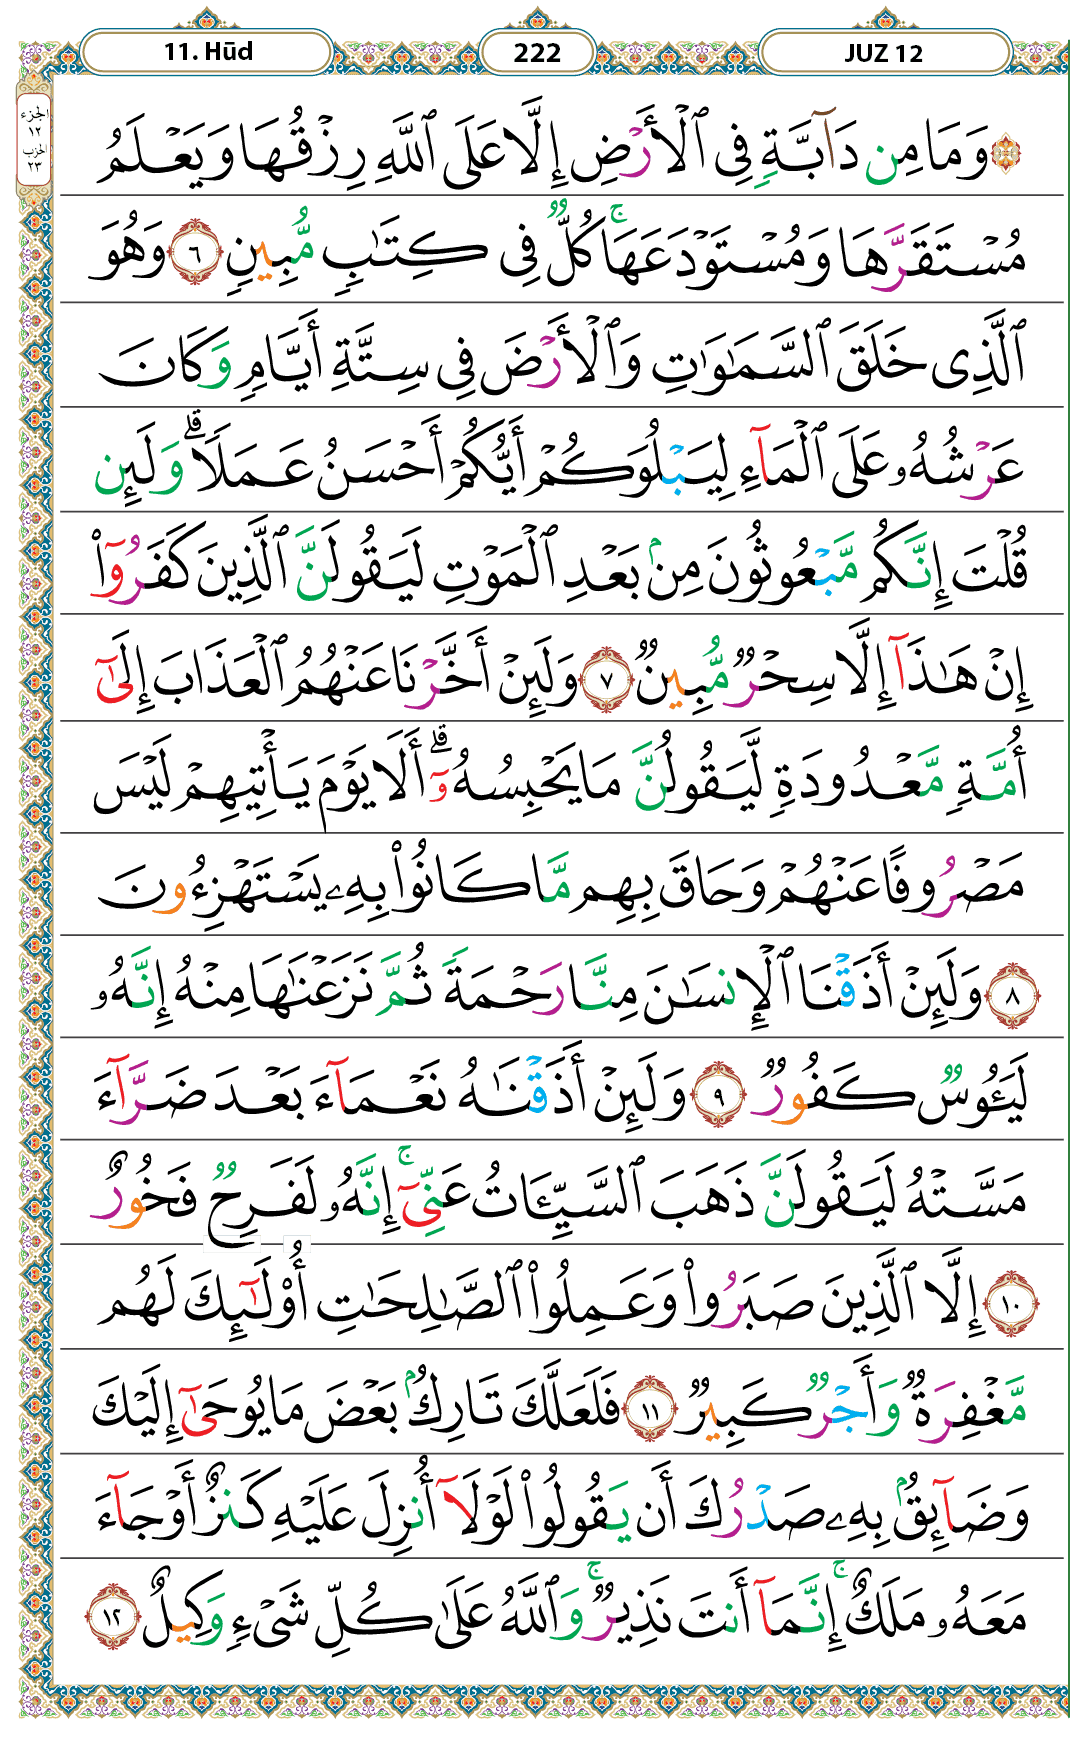 11. Hūd
222
JUZ 12
الجزء
١٢
الحزب
٢٣
۞ وَمَا مِن دَآبَّةٍ فِى ٱلْأَرْضِ إِلَّا عَلَى ٱللَّهِ رِزْقُهَا وَيَعْلَمُ
مُسْتَقَرَّهَا وَمُسْتَوْدَعَهَا ۚ كُلٌّ فِى كِتَـٰبٍ مُّبِينٍ ٦ وَهُوَ
ٱلَّذِى خَلَقَ ٱلسَّمَـٰوَٰتِ وَٱلْأَرْضَ فِى سِتَّةِ أَيَّامٍ وَكَانَ
عَرْشُهُۥ عَلَى ٱلْمَآءِ لِيَبْلُوَكُمْ أَيُّكُمْ أَحْسَنُ عَمَلًا ۗ وَلَئِن
قُلْتَ إِنَّكُم مَّبْعُوثُونَ مِنۢ بَعْدِ ٱلْمَوْتِ لَيَقُولَنَّ ٱلَّذِينَ كَفَرُوٓا۟
إِنْ هَـٰذَآ إِلَّا سِحْرٌ مُّبِينٌ ٧ وَلَئِنْ أَخَّرْنَا عَنْهُمُ ٱلْعَذَابَ إِلَىٰٓ
أُمَّةٍ مَّعْدُودَةٍ لَّيَقُولُنَّ مَا يَحْبِسُهُۥٓ ۗ أَلَا يَوْمَ يَأْتِيهِمْ لَيْسَ
مَصْرُوفًا عَنْهُمْ وَحَاقَ بِهِم مَّا كَانُوا۟ بِهِۦ يَسْتَهْزِءُونَ
٨ وَلَئِنْ أَذَقْنَا ٱلْإِنسَـٰنَ مِنَّا رَحْمَةً ثُمَّ نَزَعْنَـٰهَا مِنْهُ إِنَّهُۥ
لَيَـُٔوسٌ كَفُورٌ ٩ وَلَئِنْ أَذَقْنَـٰهُ نَعْمَآءَ بَعْدَ ضَرَّآءَ
مَسَّتْهُ لَيَقُولَنَّ ذَهَبَ ٱلسَّيِّـَٔاتُ عَنِّىٓ ۚ إِنَّهُۥ لَفَرِحٌ فَخُورٌ
١٠ إِلَّا ٱلَّذِينَ صَبَرُوا۟ وَعَمِلُوا۟ ٱلصَّـٰلِحَـٰتِ أُو۟لَـٰٓئِكَ لَهُم
مَّغْفِرَةٌ وَأَجْرٌ كَبِيرٌ ١١ فَلَعَلَّكَ تَارِكٌۢ بَعْضَ مَا يُوحَىٰٓ إِلَيْكَ
وَضَآئِقٌۢ بِهِۦ صَدْرُكَ أَن يَقُولُوا۟ لَوْلَآ أُنزِلَ عَلَيْهِ كَنزٌ أَوْ جَآءَ
مَعَهُۥ مَلَكٌ ۚ إِنَّمَآ أَنتَ نَذِيرٌ ۚ وَٱللَّهُ عَلَىٰ كُلِّ شَىْءٍ وَكِيلٌ ١٢